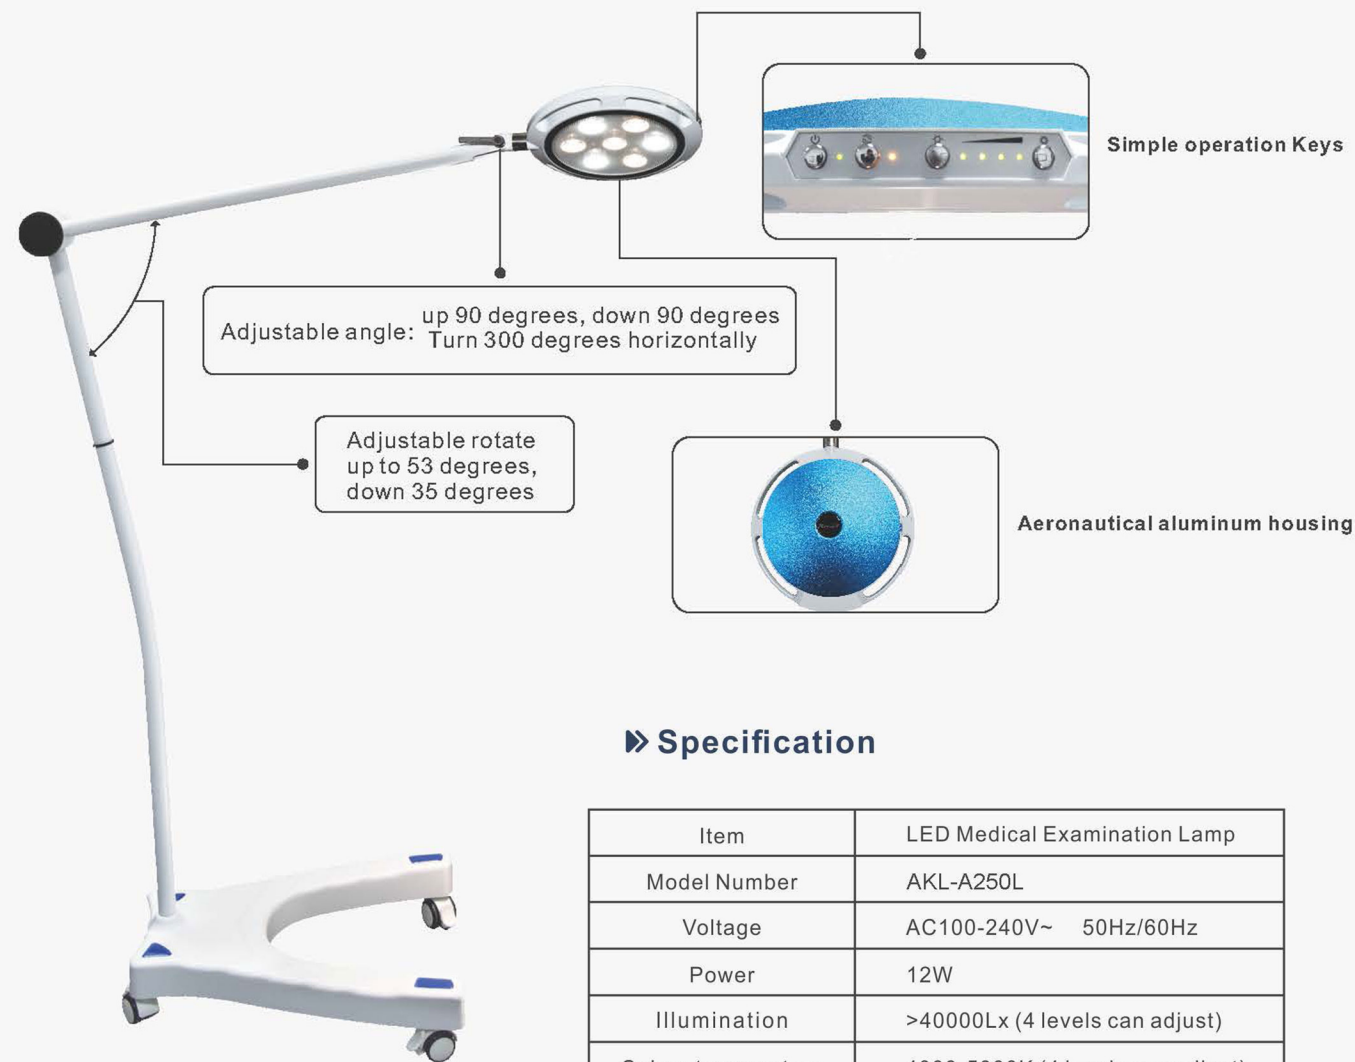 Simple operation Keys
Adjustable angle: up 90 degrees, down 90 degrees
Turn 300 degrees horizontally
Adjustable rotate
up to 53 degrees,
down 35 degrees
Aeronautical aluminum housing
Specification
Item LED Medical Examination Lamp
Model Number AKL-A250L
Voltage AC100-240V~ 50Hz/60Hz
Power 12W
Illumination >40000Lx (4 levels can adjust)